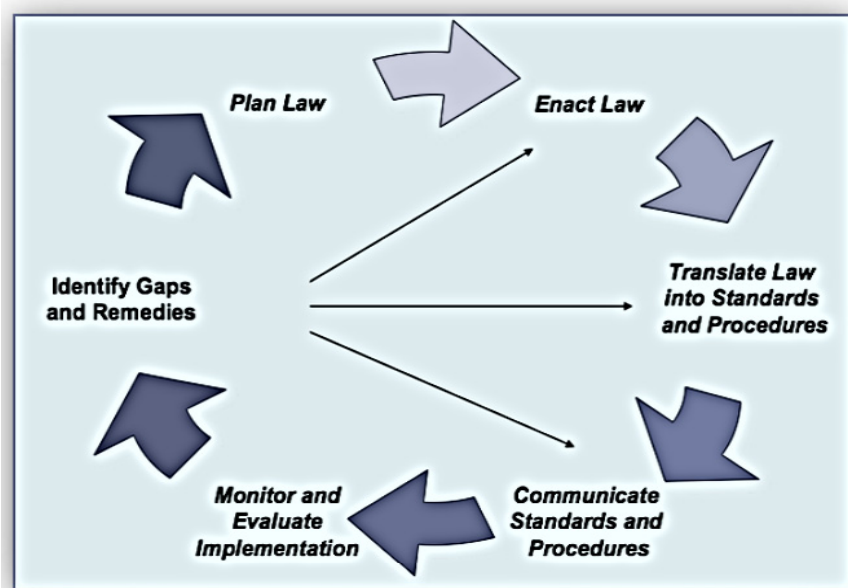 Plan Law
Enact Law
Translate Law
into Standards
and Procedures
Communicate
Standards and
Procedures
Monitor and
Evaluate
Implementation
Identify Gaps
and Remedies